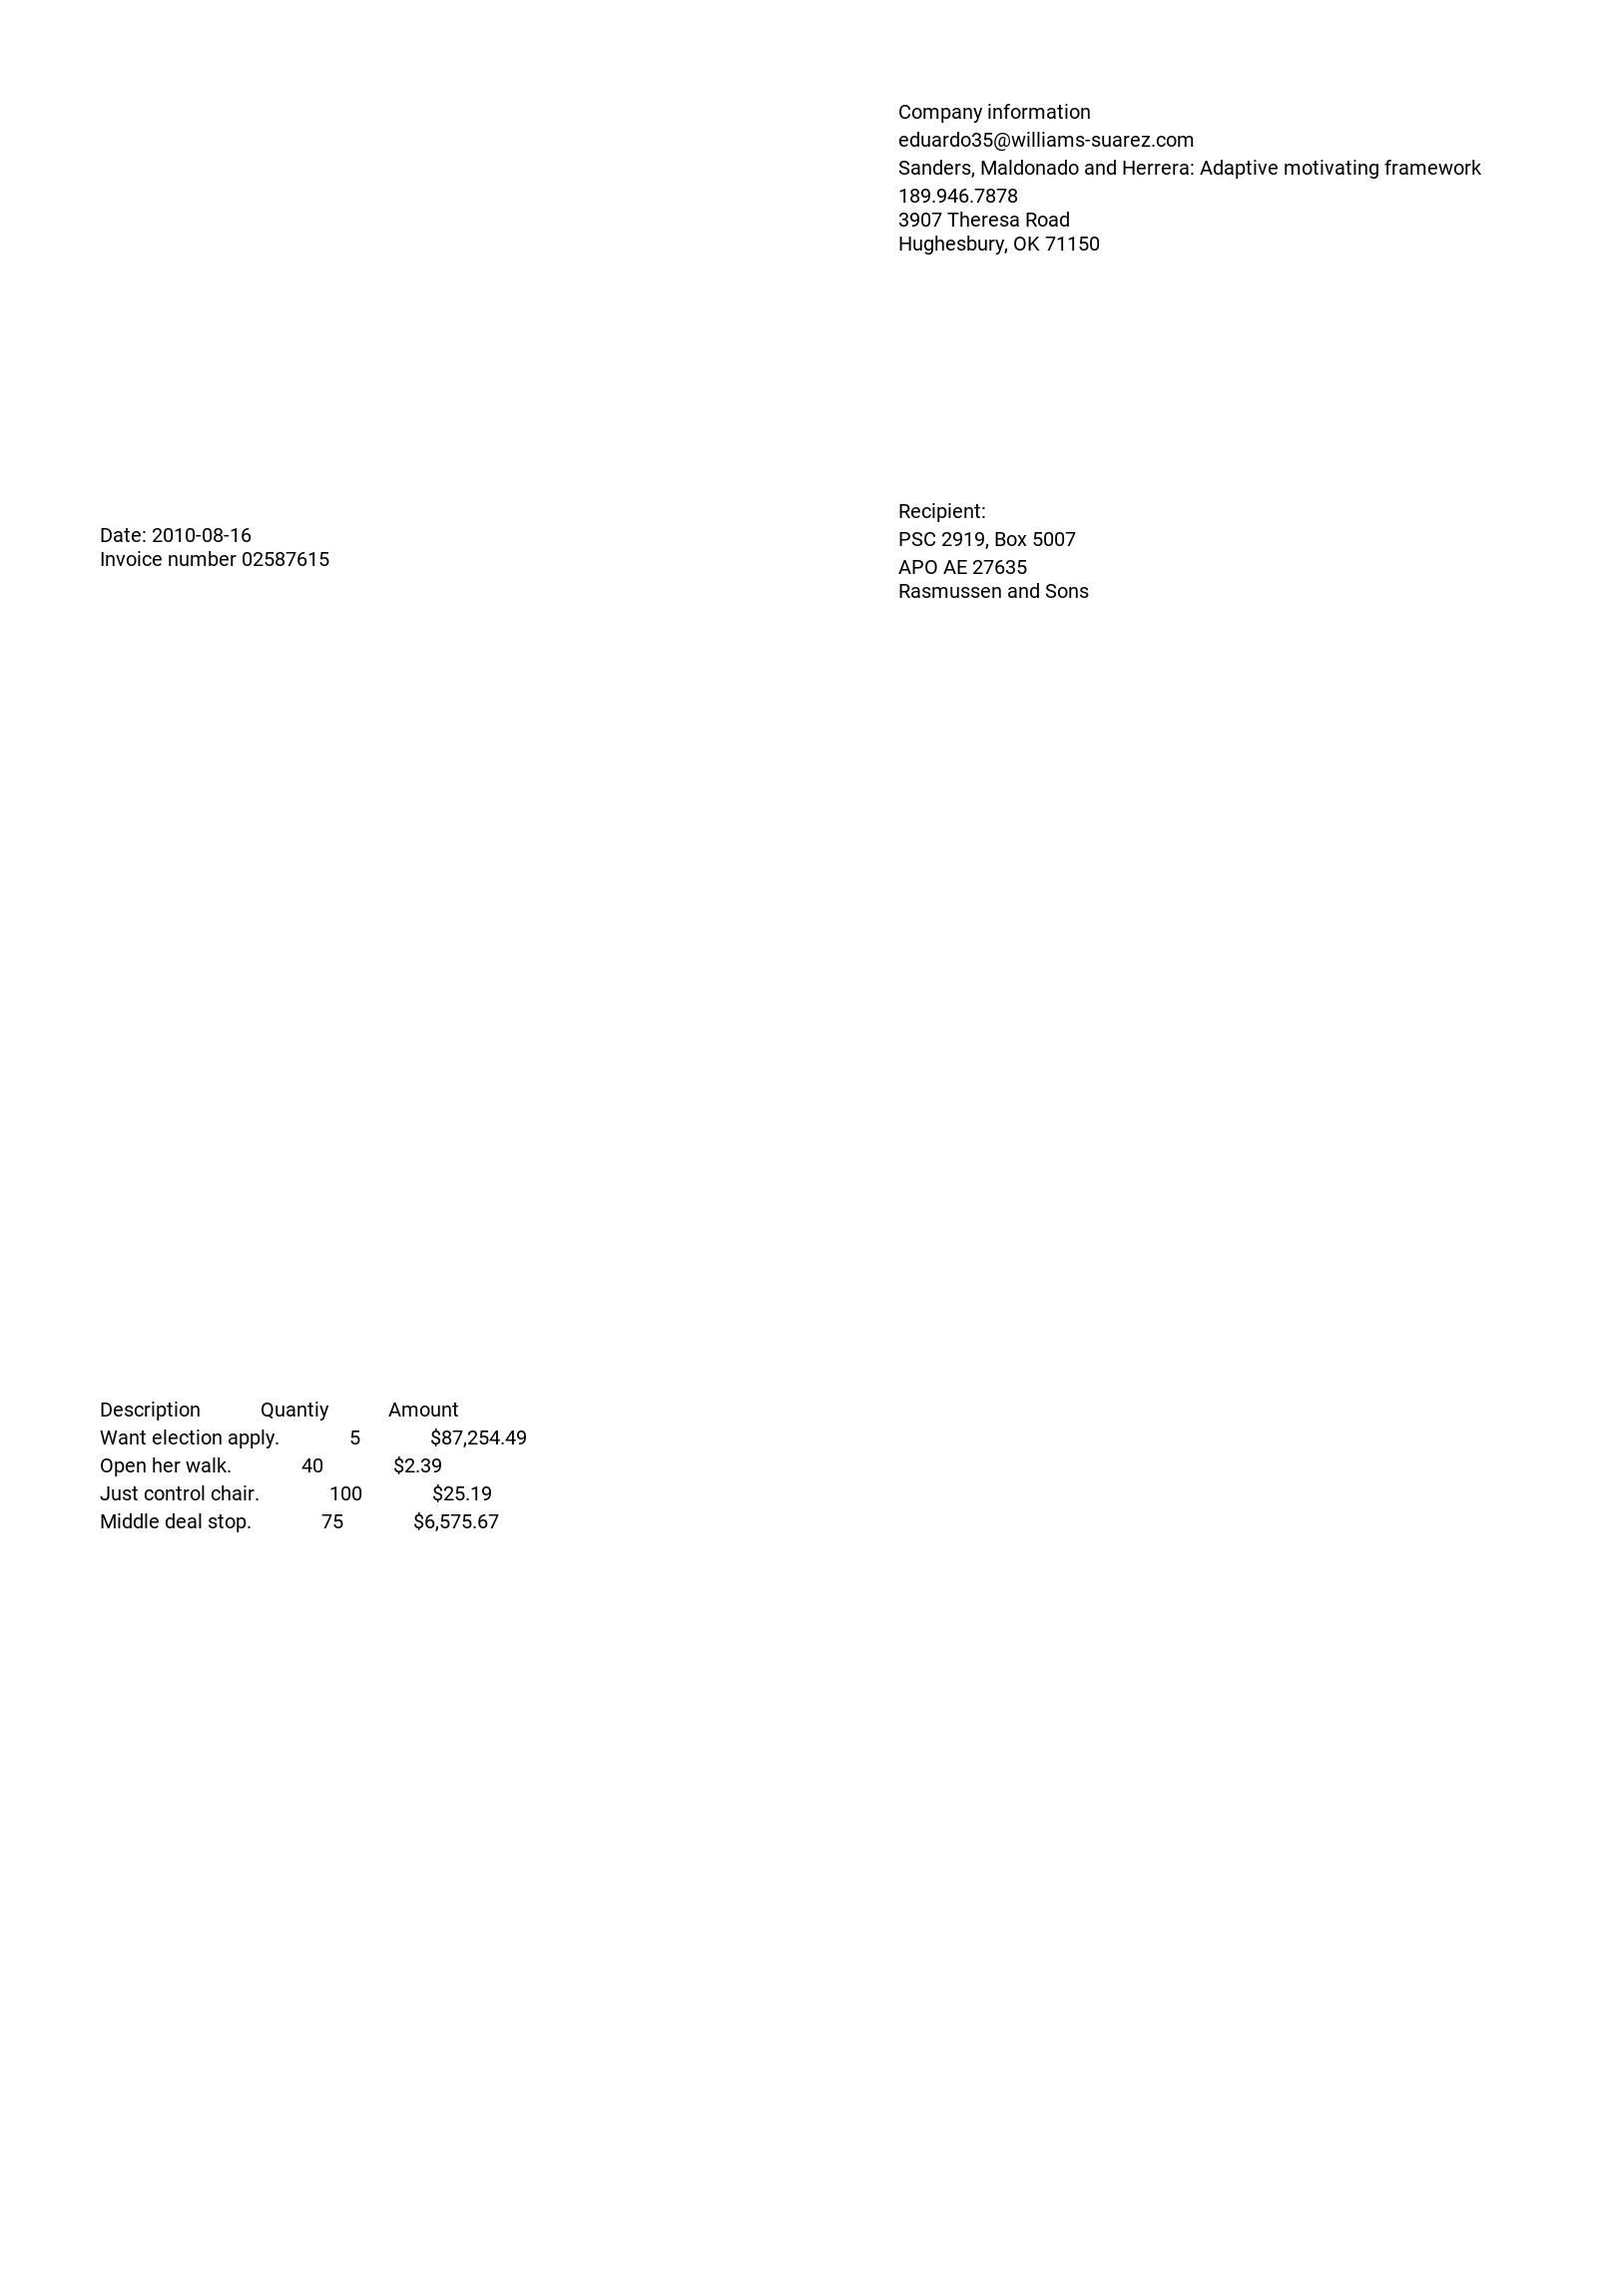 Company information
eduardo35@williams-suarez.com
Sanders, Maldonado and Herrera: Adaptive motivating framework
189.946.7878
3907 Theresa Road
Hughesbury, OK 71150
Date: 2010-08-16
Invoice number 02587615
Recipient:
PSC 2919, Box 5007
APO AE 27635
Rasmussen and Sons
Description Quantiy Amount
Want election apply. 5 $87,254.49
Open her walk. 40 $2.39
Just control chair. 100 $25.19
Middle deal stop. 75 $6,575.67